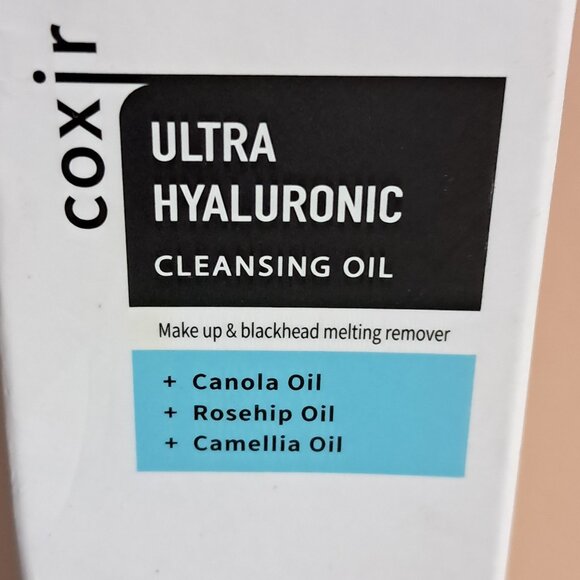 coxir
ULTRA
HYALURONIC
CLEANSING OIL
Make up & blackhead melting remover
+ Canola Oil
+ Rosehip Oil
+ Camellia Oil